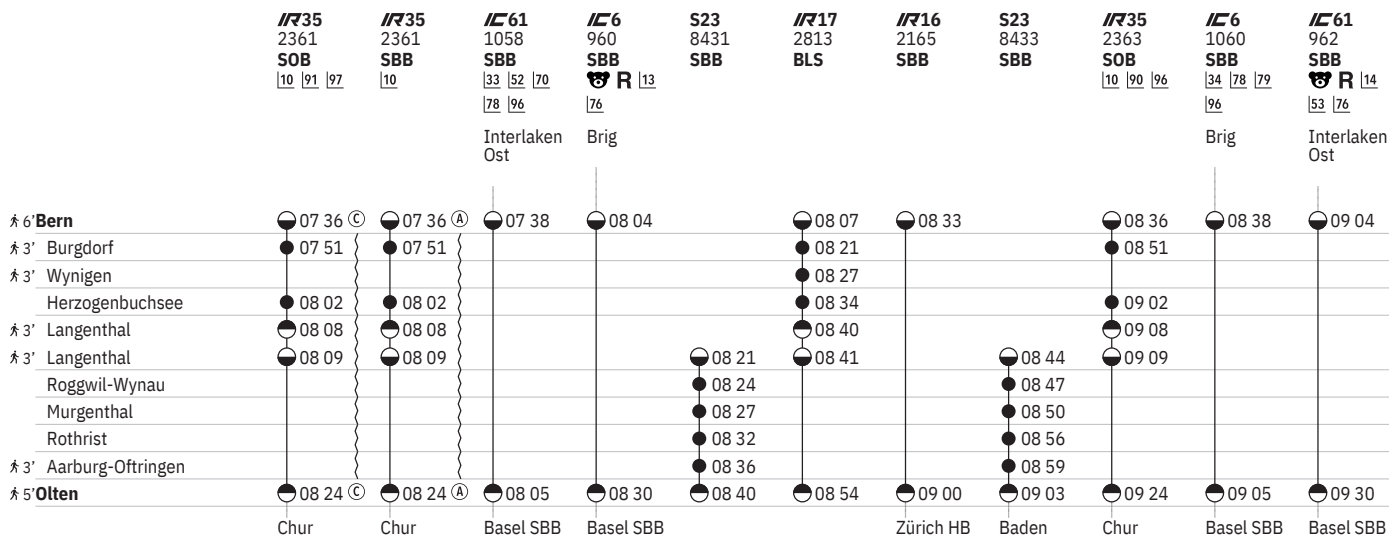 IR35 IR35 IC61 IC6 S23 IR17 IR16 S23 IR35 IC6 IC61
2361 2361 1058 960 8431 2813 2165 8433 2363 1060 962
SOB SBB SBB SBB SBB BLS SBB SBB SOB SBB SBB
10 91 97 10 33 52 70 R 13 10 90 96 34 78 79 R 14
78 96 76 96 53 76
Interlaken Brig Brig Interlaken
Ost Ost
6' Bern 07 36 C 07 36 A 07 38 08 04 08 07 08 33 08 36 08 38 09 04
3' Burgdorf 07 51 07 51 08 21 08 51
3' Wynigen 08 27
Herzogenbuchsee 08 02 08 02 08 34 09 02
3' Langenthal 08 08 08 08 08 40 09 08
3' Langenthal 08 09 08 09 08 21 08 41 08 44 09 09
Roggwil-Wynau 08 24 08 47
Murgenthal 08 27 08 50
Rothrist 08 32 08 56
3' Aarburg-Oftringen 08 36 08 59
5' Olten 08 24 C 08 24 A 08 05 08 30 08 40 08 54 09 00 09 03 09 24 09 05 09 30
Chur Chur Basel SBB Basel SBB Zürich HB Baden Chur Basel SBB Basel SBB